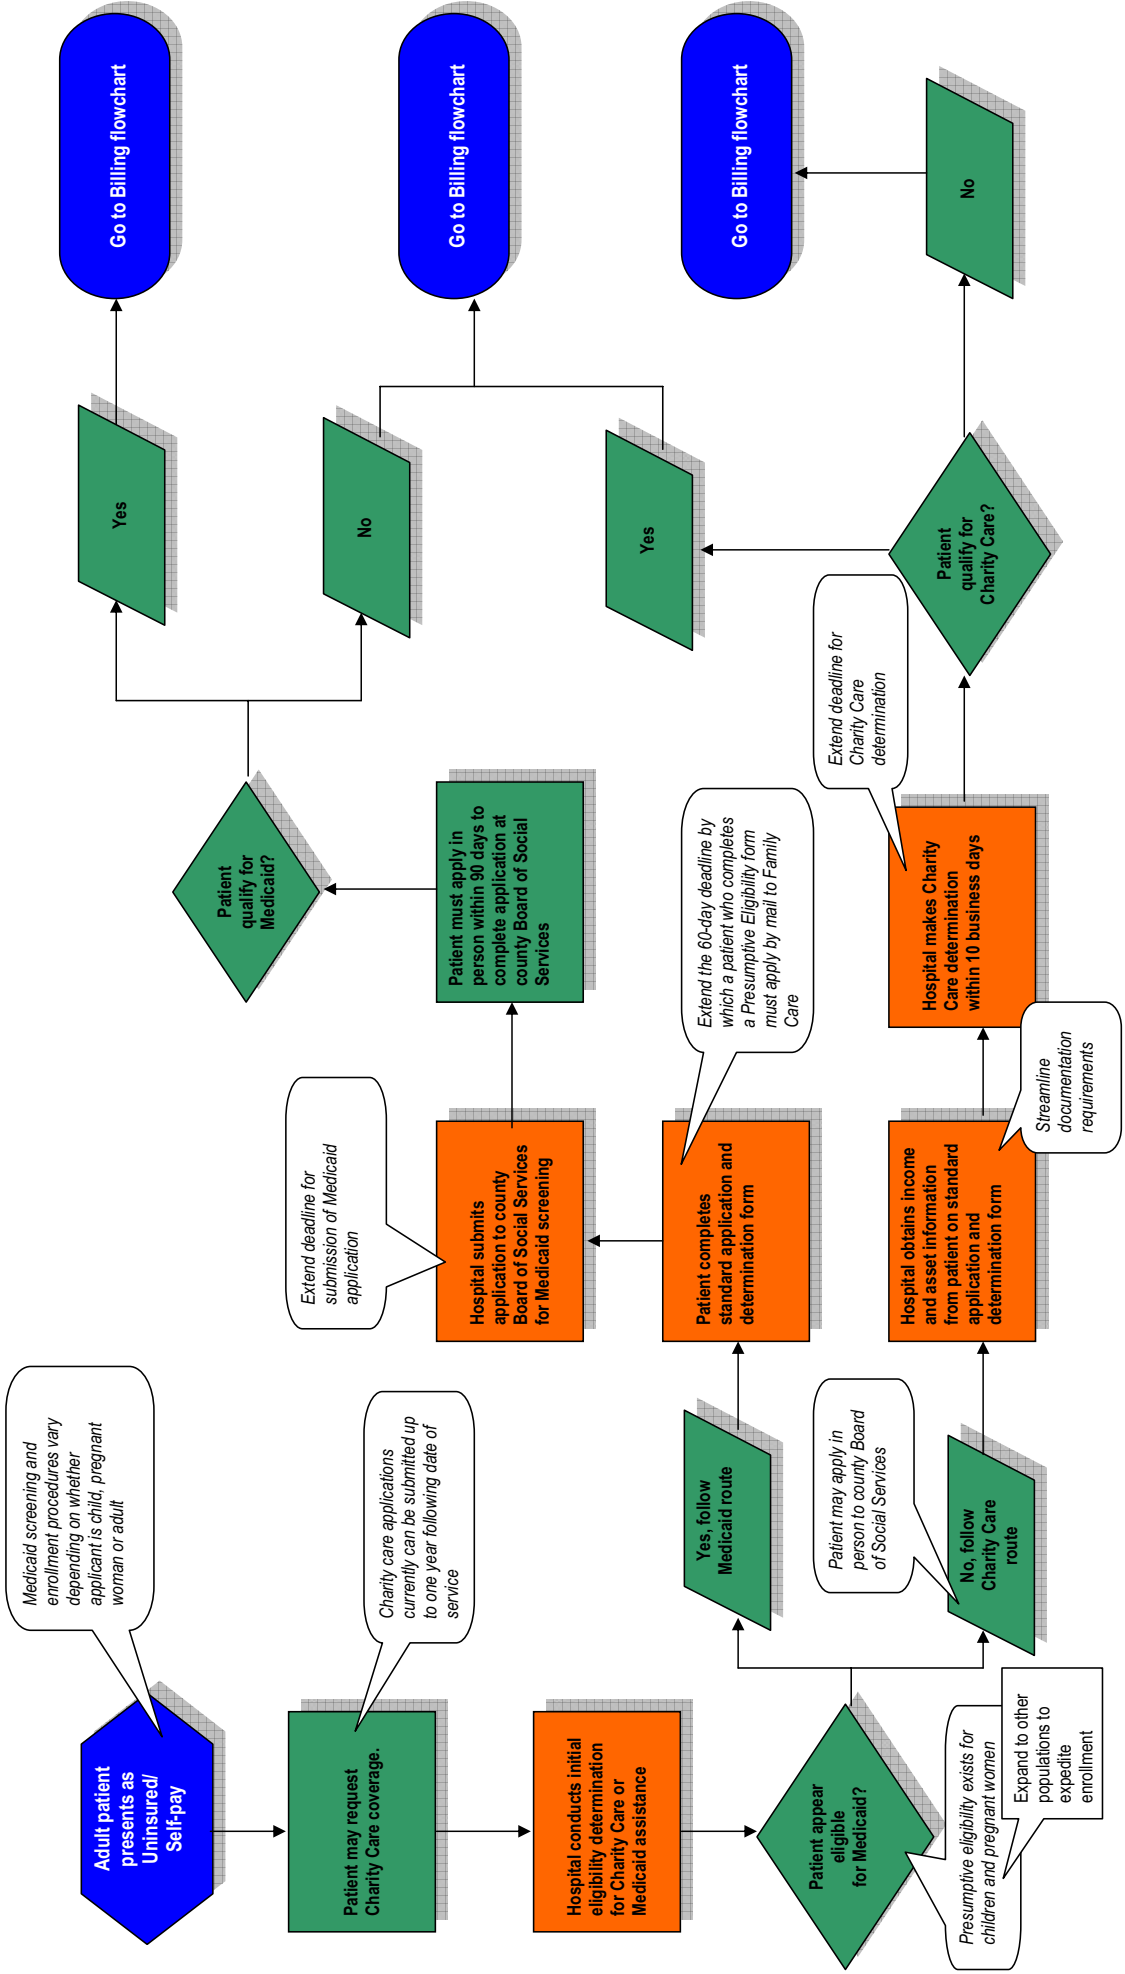 Adult patient
presents as
Uninsured/
Self-pay
Medicaid screening and
enrollment procedures vary
depending on whether
applicant is child, pregnant
woman or adult
Patient may request
Charity Care coverage.
Charity care applications
currently can be submitted up
to one year following date of
service
Hospital conducts initial
eligibility determination
for Charity Care or
Medicaid assistance
Patient appear
eligible
for Medicaid?
Presumptive eligibility exists for
children and pregnant women
Expand to other
populations to
expedite
enrollment
Yes, follow
Medicaid route
No, follow
Charity Care
route
Patient may apply in
person to county Board
of Social Services
Patient completes
standard application and
determination form
Extend the 60-day deadline by
which a patient who completes
a Presumptive Eligibility form
must apply by mail to Family
Care
Hospital submits
application to county
Board of Social Services
for Medicaid screening
Extend deadline for
submission of Medicaid
application
Patient must apply in
person within 90 days to
complete application at
county Board of Social
Services
Patient
qualify for
Medicaid?
Yes
Go to Billing flowchart
No
Go to Billing flowchart
Hospital obtains income
and asset information
from patient on standard
application and
determination form
Streamline
documentation
requirements
Hospital makes Charity
Care determination
within 10 business days
Extend deadline for
Charity Care
determination
Patient
qualify for
Charity Care?
Yes
No
Go to Billing flowchart